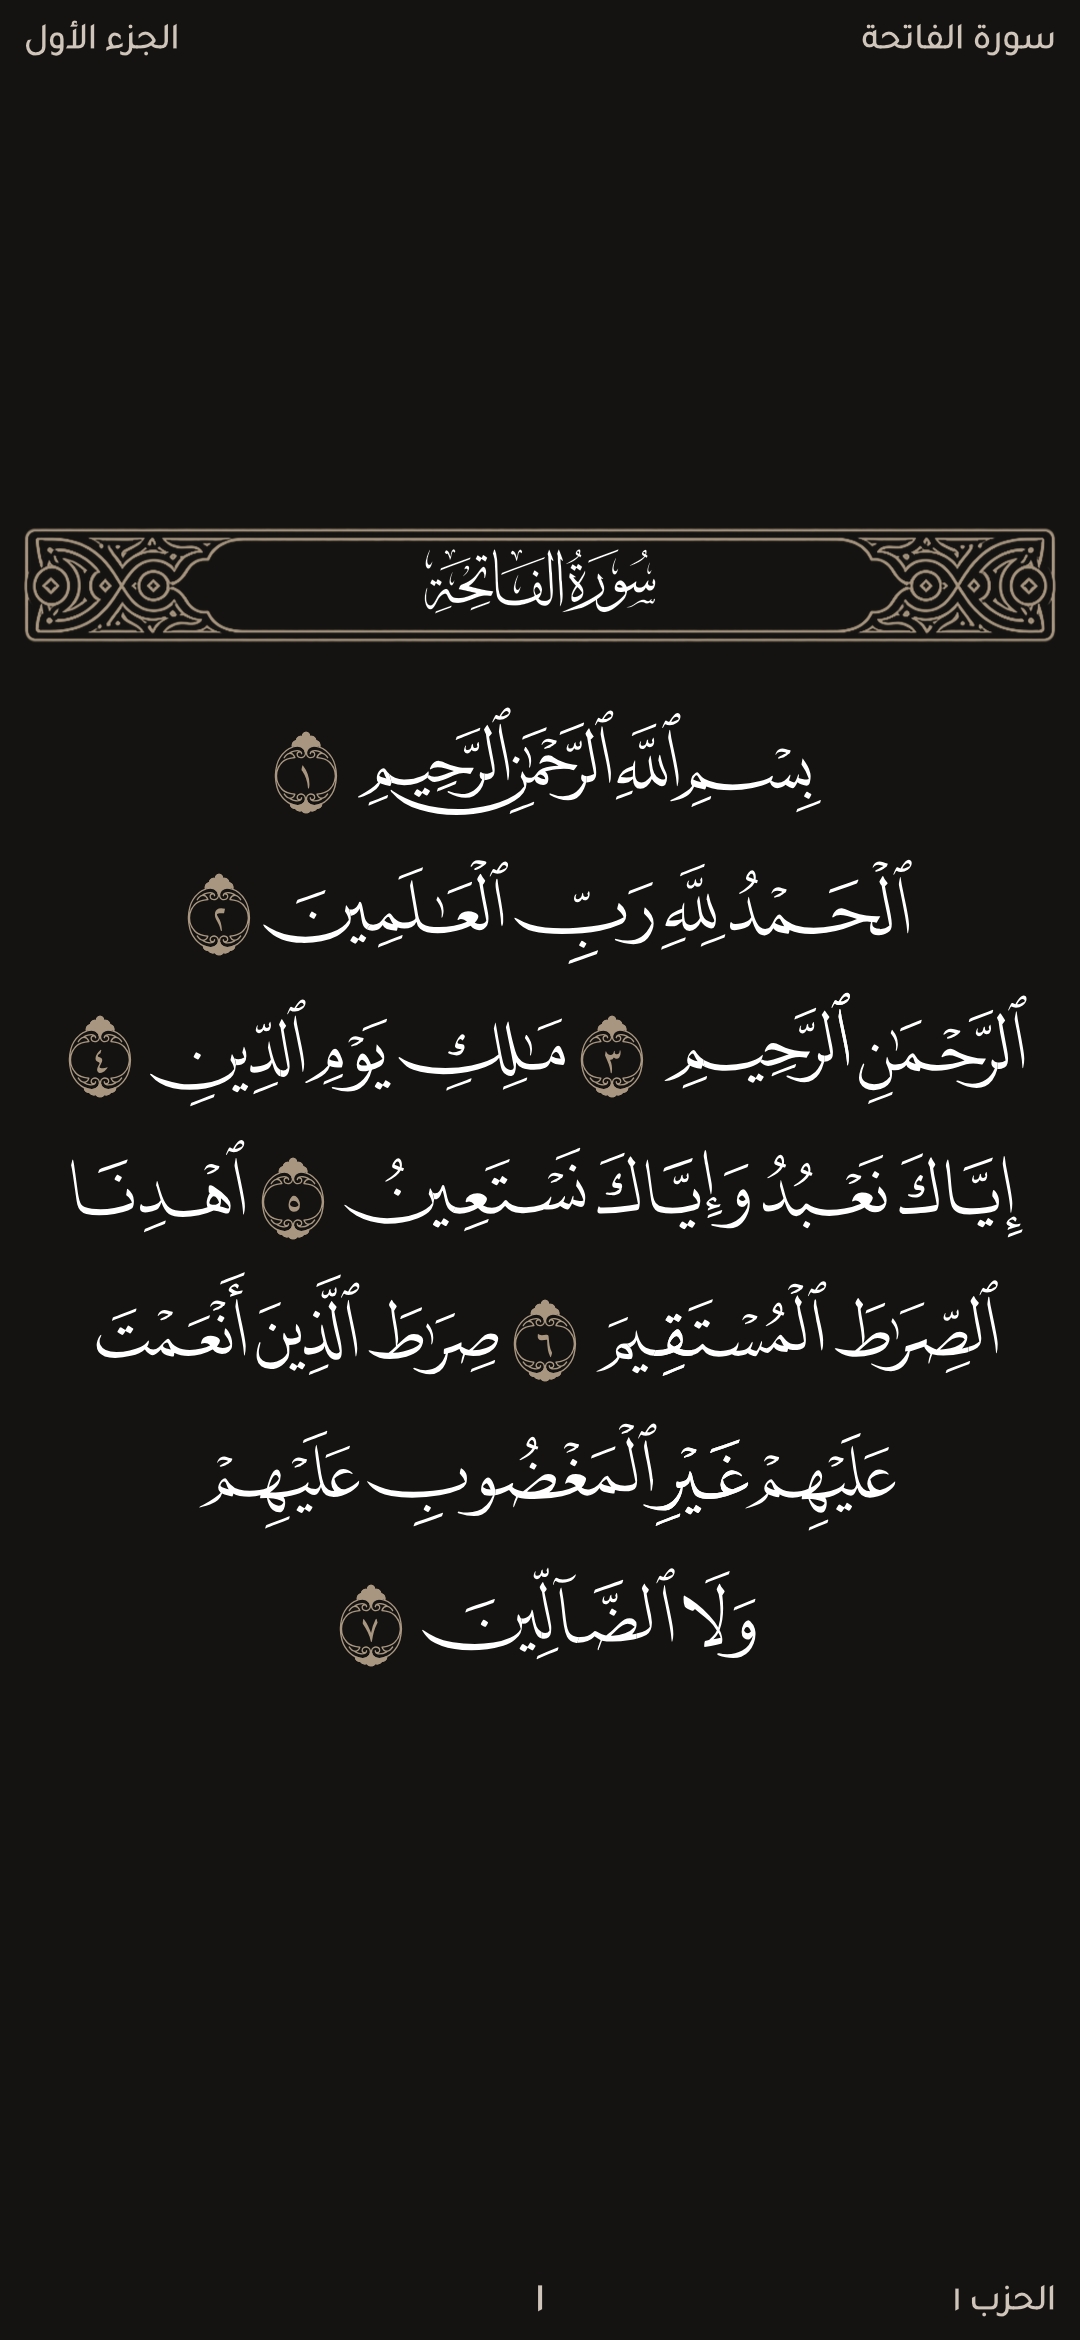 سورة الفاتحة
الجزء الأول
سُورَةُ الفَاتِحَةِ
بِسۡمِ ٱللَّهِ ٱلرَّحۡمَٰنِ ٱلرَّحِيمِ ١
ٱلۡحَمۡدُ لِلَّهِ رَبِّ ٱلۡعَٰلَمِينَ ٢
ٱلرَّحۡمَٰنِ ٱلرَّحِيمِ ٣ مَٰلِكِ يَوۡمِ ٱلدِّينِ ٤
إِيَّاكَ نَعۡبُدُ وَإِيَّاكَ نَسۡتَعِينُ ٥ ٱهۡدِنَا
ٱلصِّرَٰطَ ٱلۡمُسۡتَقِيمَ ٦ صِرَٰطَ ٱلَّذِينَ أَنۡعَمۡتَ
عَلَيۡهِمۡ غَيۡرِ ٱلۡمَغۡضُوبِ عَلَيۡهِمۡ
وَلَا ٱلضَّآلِّينَ ٧
الحزب ١
١